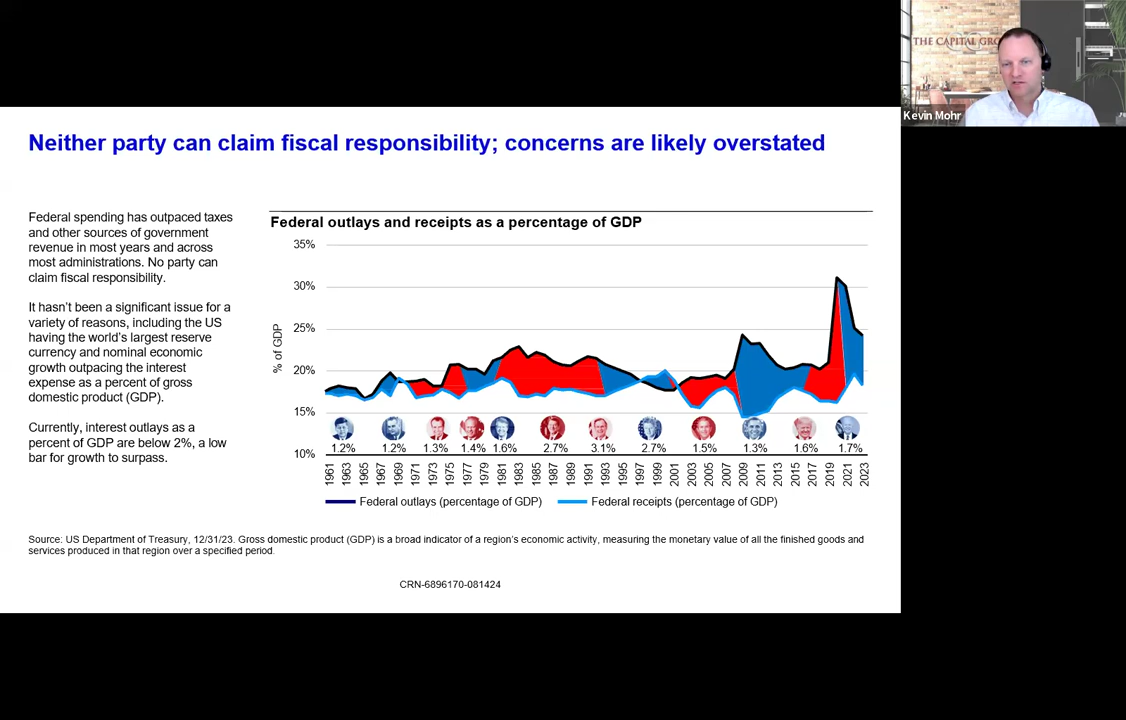 THE CAPITAL GRO
Kevin Mohr
Neither party can claim fiscal responsibility; concerns are likely overstated
Federal spending has outpaced taxes
and other sources of government
revenue in most years and across
most administrations. No party can
claim fiscal responsibility.
It hasn't been a significant issue for a
variety of reasons, including the US
having the world's largest reserve
currency and nominal economic
growth outpacing the interest
expense as a percent of gross
domestic product (GDP).
Currently, interest outlays as a
percent of GDP are below 2%, a low
bar for growth to surpass.
Federal outlays and receipts as a percentage of GDP
% of GDP
35%
30%
25%
20%
15%
10%
1.2% 1.2% 1.3% 1.4% 1.6% 2.7% 3.1% 2.7% 1.5% 1.3% 1.6% 1.7%
1961 1963 1965 1967 1969 1971 1973 1975 1977 1979 1981 1983 1985 1987 1989 1991 1993 1995 1997 1999 2001 2003 2005 2007 2009 2011 2013 2015 2017 2019 2021 2023
Federal outlays (percentage of GDP) Federal receipts (percentage of GDP)
Source: US Department of Treasury, 12/31/23. Gross domestic product (GDP) is a broad indicator of a region's economic activity, measuring the monetary value of all the finished goods and
services produced in that region over a specified period.
CRN-6896170-081424